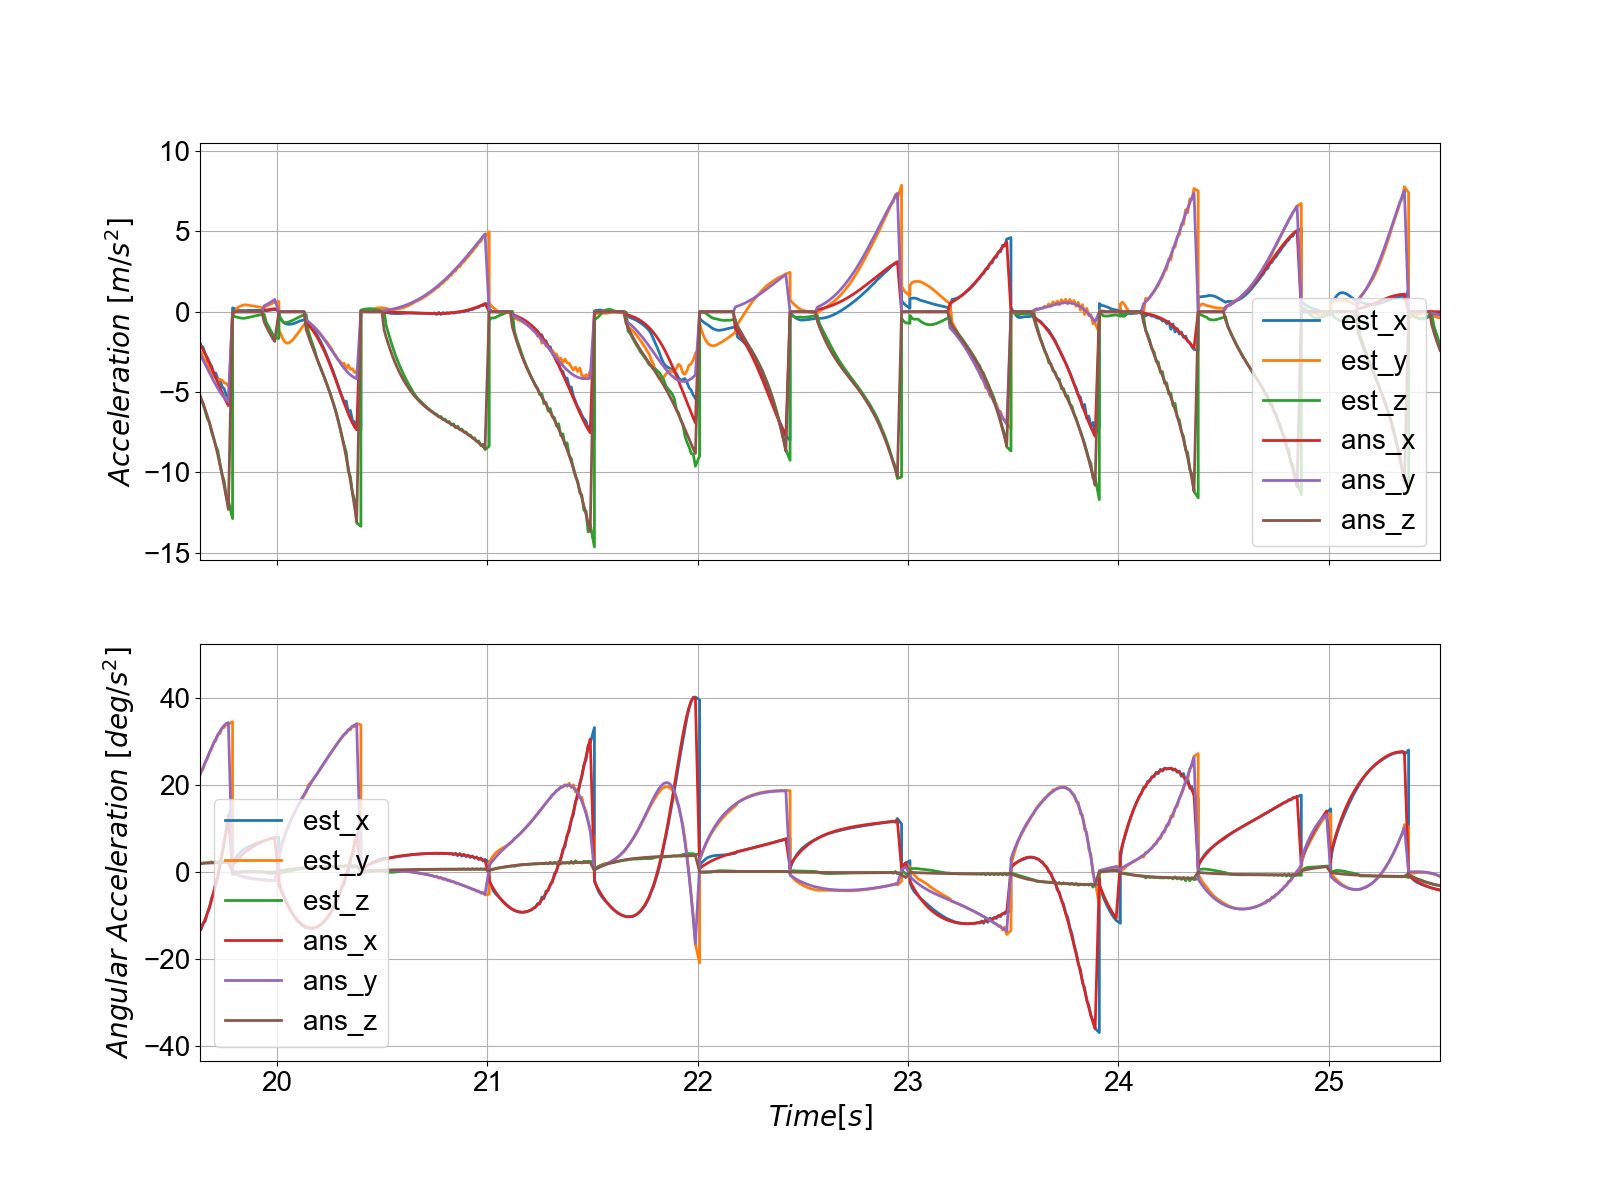 10
5
0
−5
−10
−15
Acceleration [m/s²]
est_x
est_y
est_z
ans_x
ans_y
ans_z
40
20
0
−20
−40
Angular Acceleration [deg/s²]
est_x
est_y
est_z
ans_x
ans_y
ans_z
20 21 22 23 24 25
Time[s]